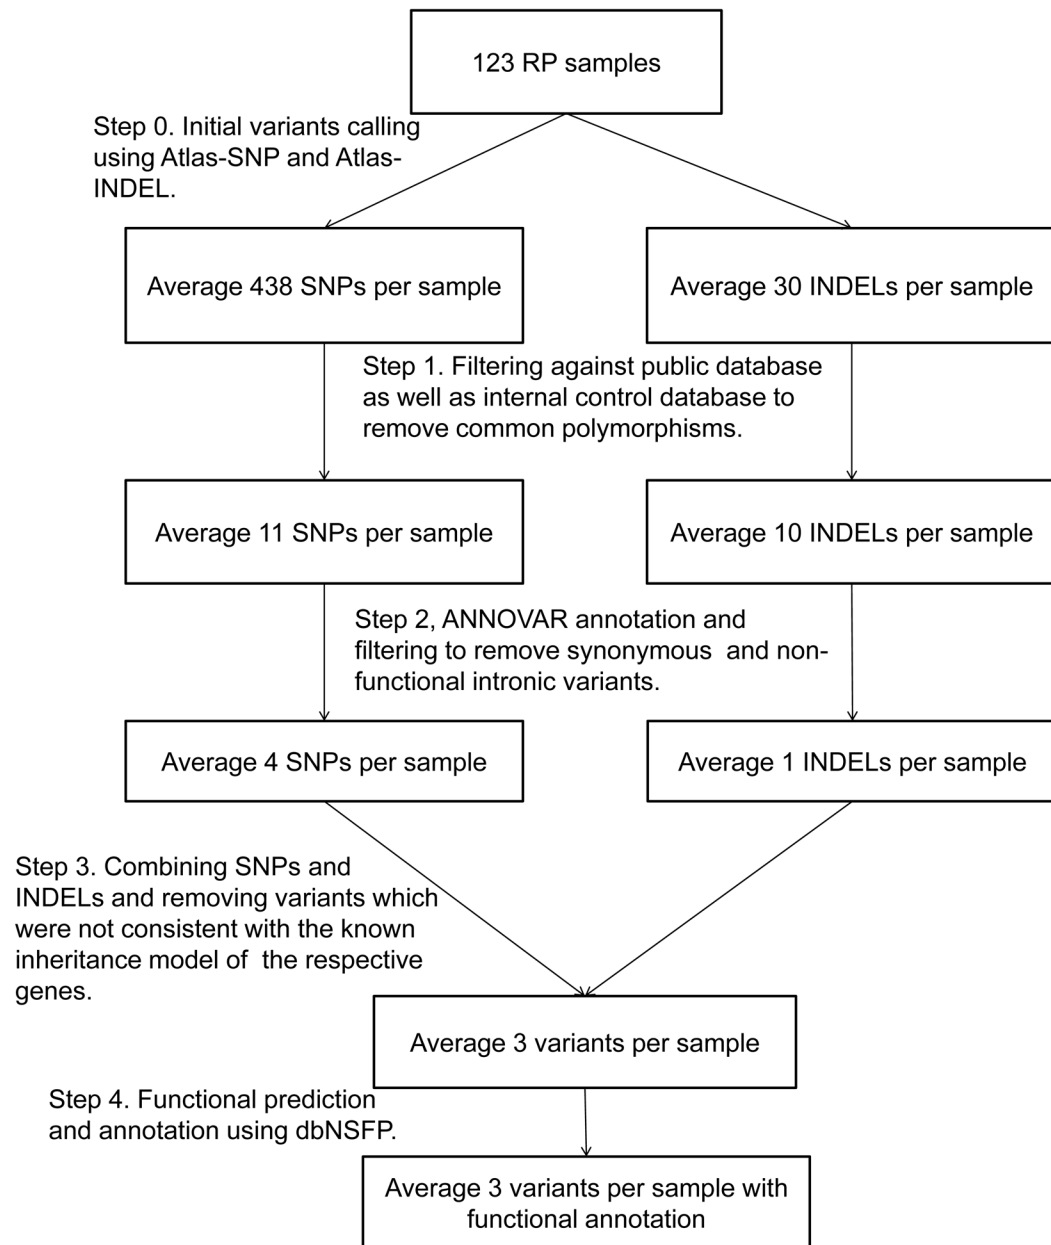 123 RP samples
Step 0. Initial variants calling
using Atlas-SNP and Atlas-
INDEL.
Average 438 SNPs per sample
Average 30 INDELs per sample
Step 1. Filtering against public database
as well as internal control database to
remove common polymorphisms.
Average 11 SNPs per sample
Average 10 INDELs per sample
Step 2, ANNOVAR annotation and
filtering to remove synonymous  and non-
functional intronic variants.
Average 4 SNPs per sample
Average 1 INDELs per sample
Step 3. Combining SNPs and
INDELs and removing variants which
were not consistent with the known
inheritance model of  the respective
genes.
Average 3 variants per sample
Step 4. Functional prediction
and annotation using dbNSFP.
Average 3 variants per sample with
functional annotation